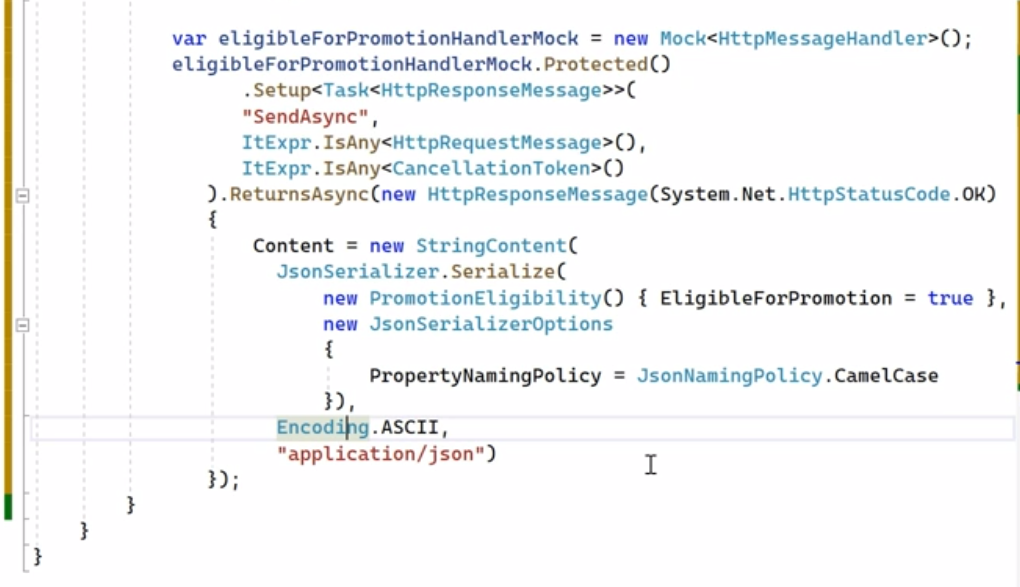 var eligibleForPromotionHandlerMock = new Mock<HttpMessageHandler>();
eligibleForPromotionHandlerMock.Protected()
.Setup<Task<HttpResponseMessage>>(
"SendAsync",
ItExpr.IsAny<HttpRequestMessage>(),
ItExpr.IsAny<CancellationToken>()
).ReturnsAsync(new HttpResponseMessage(System.Net.HttpStatusCode.OK)
{
Content = new StringContent(
JsonSerializer.Serialize(
new PromotionEligibility() { EligibleForPromotion = true },
new JsonSerializerOptions
{
PropertyNamingPolicy = JsonNamingPolicy.CamelCase
}),
Encoding.ASCII,
"application/json")
});
}
}
}